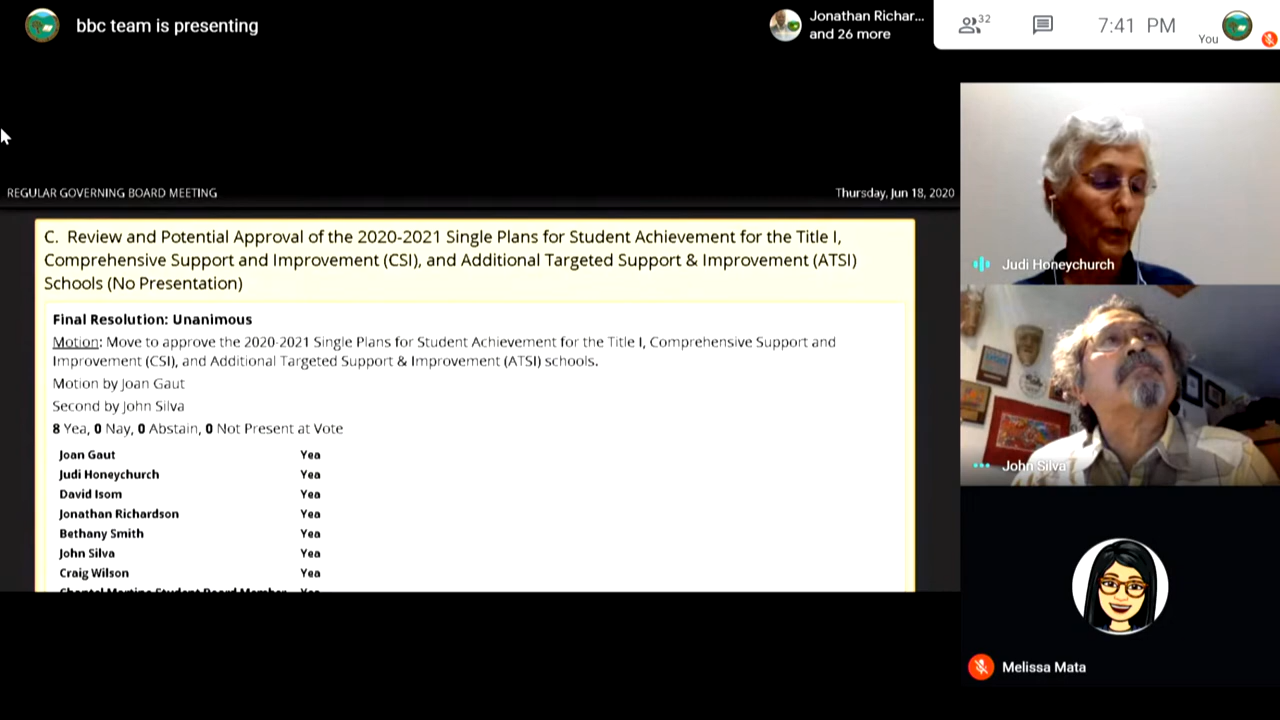 bbc team is presenting
Jonathan Richar...
and 26 more
32
7:41 PM
You
REGULAR GOVERNING BOARD MEETING
Thursday, Jun 18, 2020
C. Review and Potential Approval of the 2020-2021 Single Plans for Student Achievement for the Title I,
Comprehensive Support and Improvement (CSI), and Additional Targeted Support & Improvement (ATSI)
Schools (No Presentation)
Final Resolution: Unanimous
Motion: Move to approve the 2020-2021 Single Plans for Student Achievement for the Title I, Comprehensive Support and
Improvement (CSI), and Additional Targeted Support & Improvement (ATSI) schools.
Motion by Joan Gaut
Second by John Silva
8 Yea, 0 Nay, 0 Abstain, 0 Not Present at Vote
Joan Gaut Yea
Judi Honeychurch Yea
David Isom Yea
Jonathan Richardson Yea
Bethany Smith Yea
John Silva Yea
Craig Wilson Yea
Student Board Member Yea
Judi Honeychurch
John Silva
Melissa Mata